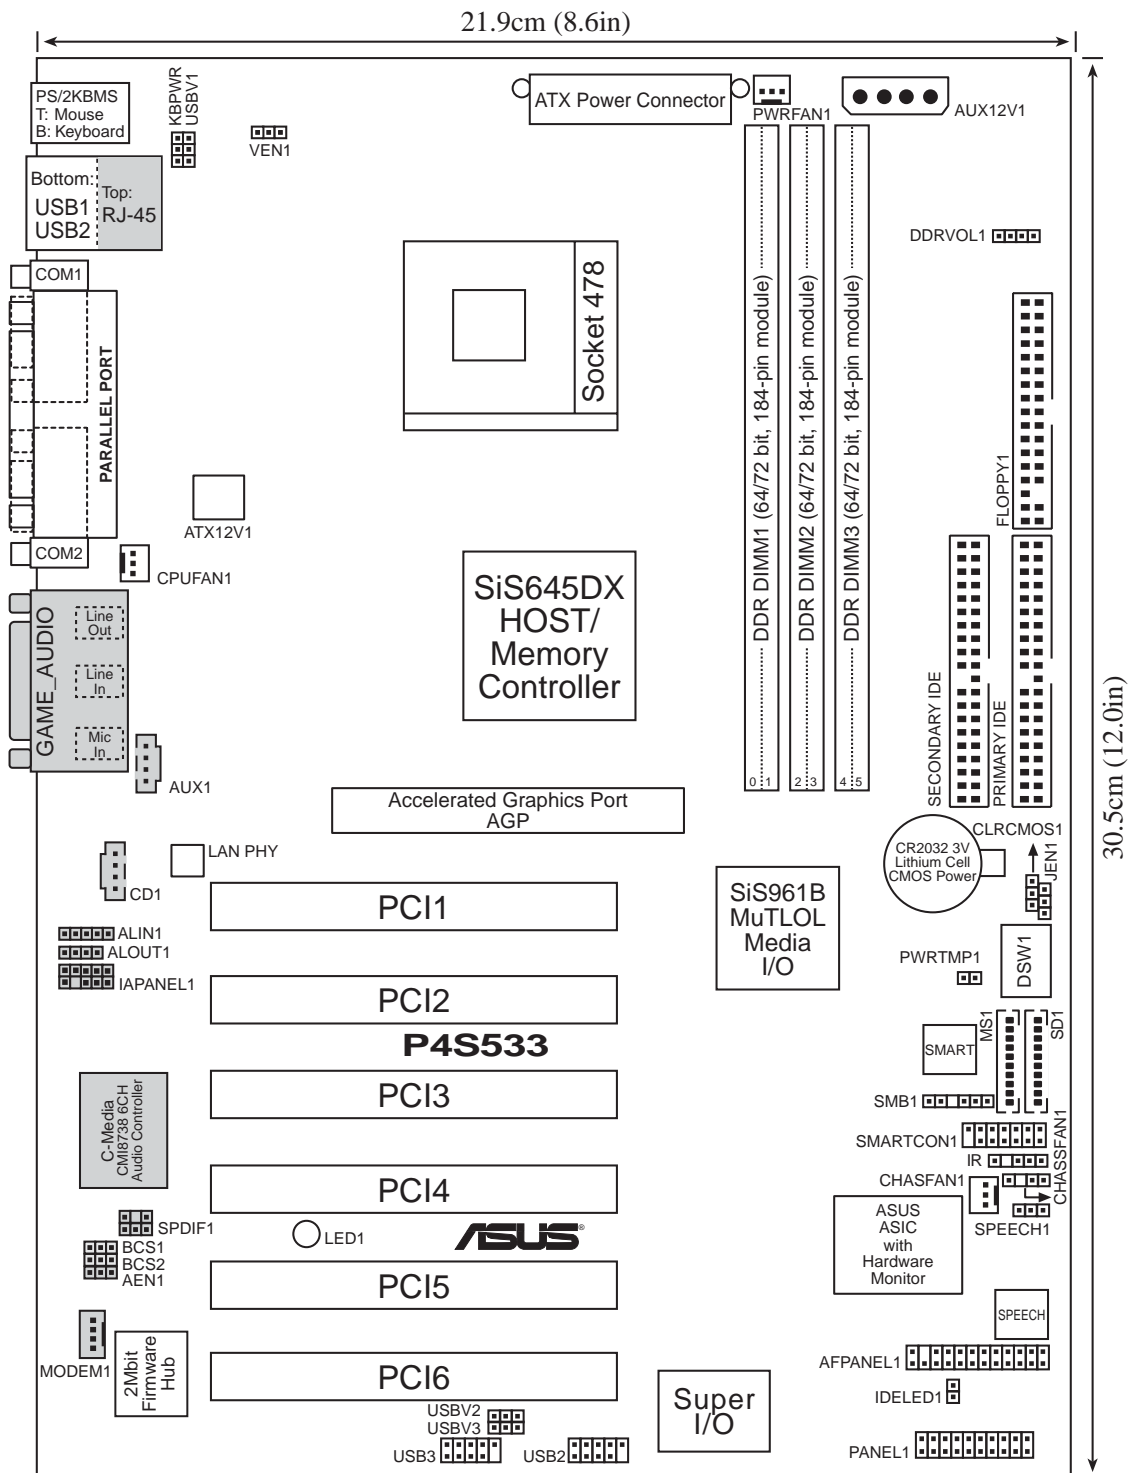 21.9cm (8.6in)
PS/2KBMS
T: Mouse
B: Keyboard
KBPWR
USBV1
VEN1
ATX Power Connector
PWRFAN1
AUX12V1
Bottom:
USB1
USB2
Top:
RJ-45
DDRVOL1
COM1
PARALLEL PORT
COM2
Socket 478
DDR DIMM1 (64/72 bit, 184-pin module)
DDR DIMM2 (64/72 bit, 184-pin module)
DDR DIMM3 (64/72 bit, 184-pin module)
0 1
2 3
4 5
FLOPPY1
ATX12V1
CPUFAN1
SiS645DX
HOST/
Memory
Controller
GAME_AUDIO
Line
Out
Line
In
Mic
In
AUX1
SECONDARY IDE
PRIMARY IDE
30.5cm (12.0in)
Accelerated Graphics Port
AGP
CLRCMOS1
JEN1
CR2032 3V
Lithium Cell
CMOS Power
LAN PHY
CD1
PCI1
SiS961B
MuTLOL
Media
I/O
ALIN1
ALOUT1
IAPANEL1
PWRTMP1
DSW1
PCI2
P4S533
MS1
SD1
SMART
PCI3
C-Media
CMI8738 6CH
Audio Controller
SMB1
SMARTCON1
IR
CHASSFAN1
CHASFAN1
PCI4
SPDIF1
LED1
ASUS®
SPEECH1
ASUS
ASIC
with
Hardware
Monitor
BCS1
BCS2
AEN1
PCI5
SPEECH
MODEM1
2Mbit
Firmware
Hub
AFPANEL1
PCI6
IDELED1
Super
I/O
USBV2
USBV3
USB3
USB2
PANEL1